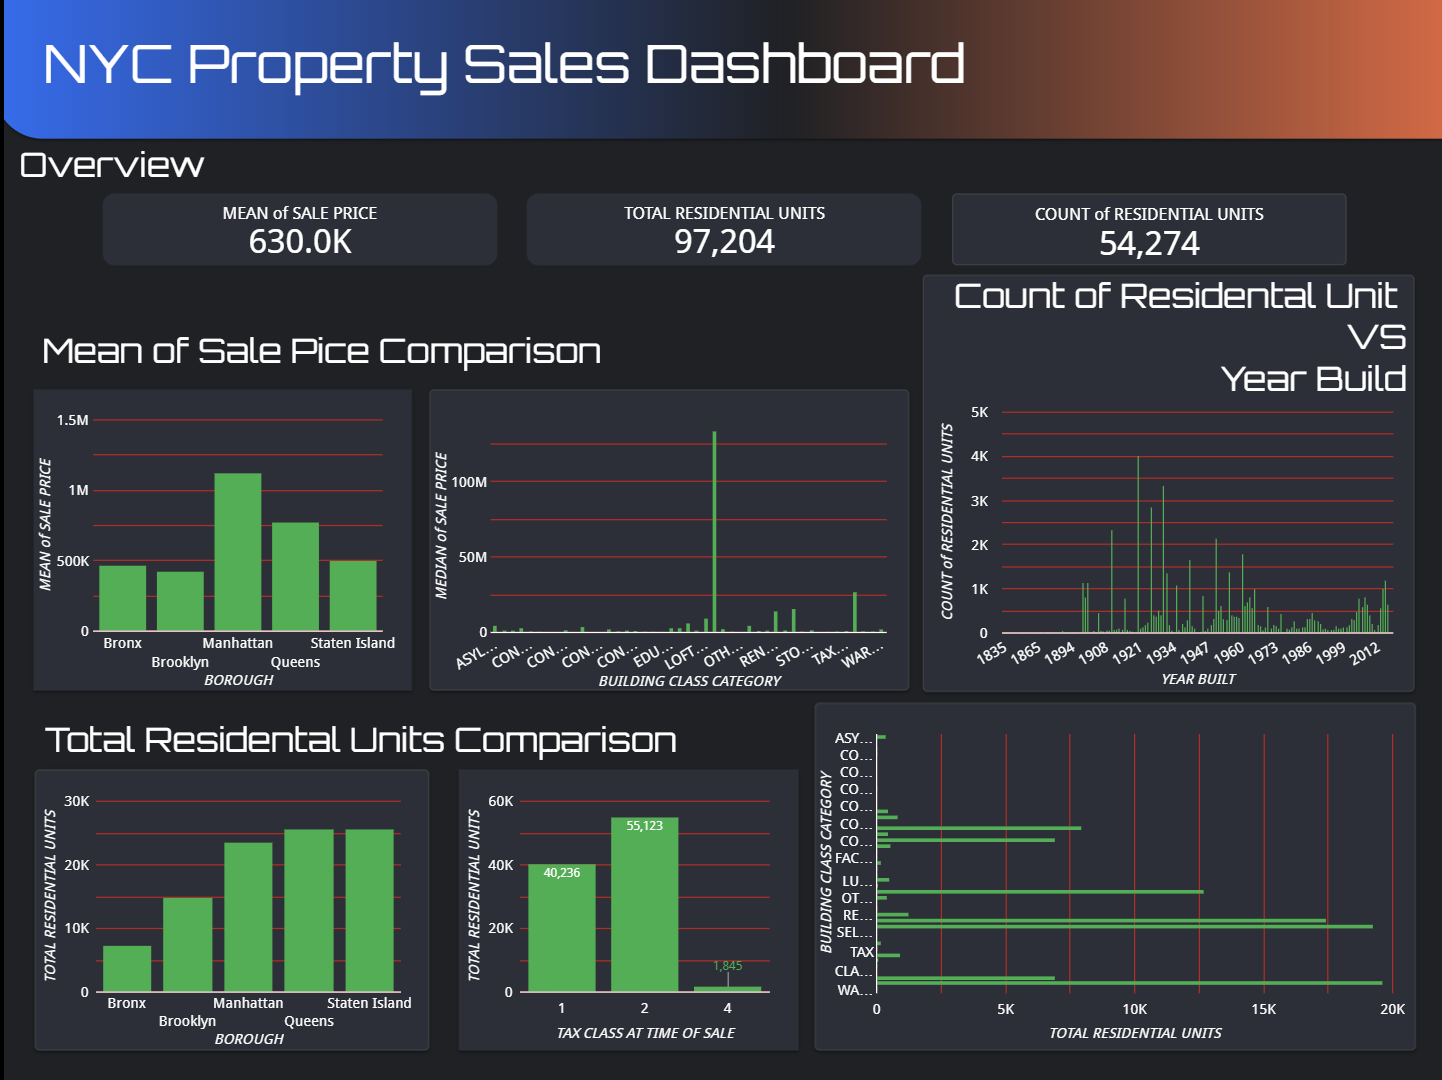 NYC Property Sales Dashboard
Overview
MEAN of SALE PRICE
630.0K
TOTAL RESIDENTIAL UNITS
97,204
COUNT of RESIDENTIAL UNITS
54,274
Mean of Sale Pice Comparison
1.5M
1M
500K
0
MEAN of SALE PRICE
Bronx
Brooklyn
Manhattan
Queens
Staten Island
BOROUGH
100M
50M
0
MEDIAN of SALE PRICE
ASYL...
CON...
CON...
CON...
CON...
EDU...
LOFT...
OTH...
REN...
STO...
TAX...
WAR...
BUILDING CLASS CATEGORY
Count of Residental Unit
VS
Year Build
5K
4K
3K
2K
1K
0
COUNT of RESIDENTIAL UNITS
1835
1865
1894
1908
1921
1934
1947
1960
1973
1986
1999
2012
YEAR BUILT
Total Residental Units Comparison
30K
20K
10K
0
TOTAL RESIDENTIAL UNITS
Bronx
Brooklyn
Manhattan
Queens
Staten Island
BOROUGH
60K
40K
20K
0
TOTAL RESIDENTIAL UNITS
40,236
55,123
1,845
1
2
4
TAX CLASS AT TIME OF SALE
BUILDING CLASS CATEGORY
ASY...
CO...
CO...
CO...
CO...
CO...
CO...
FAC...
LU...
OT...
RE...
SEL...
TAX
CLA...
WA...
0
5K
10K
15K
20K
TOTAL RESIDENTIAL UNITS